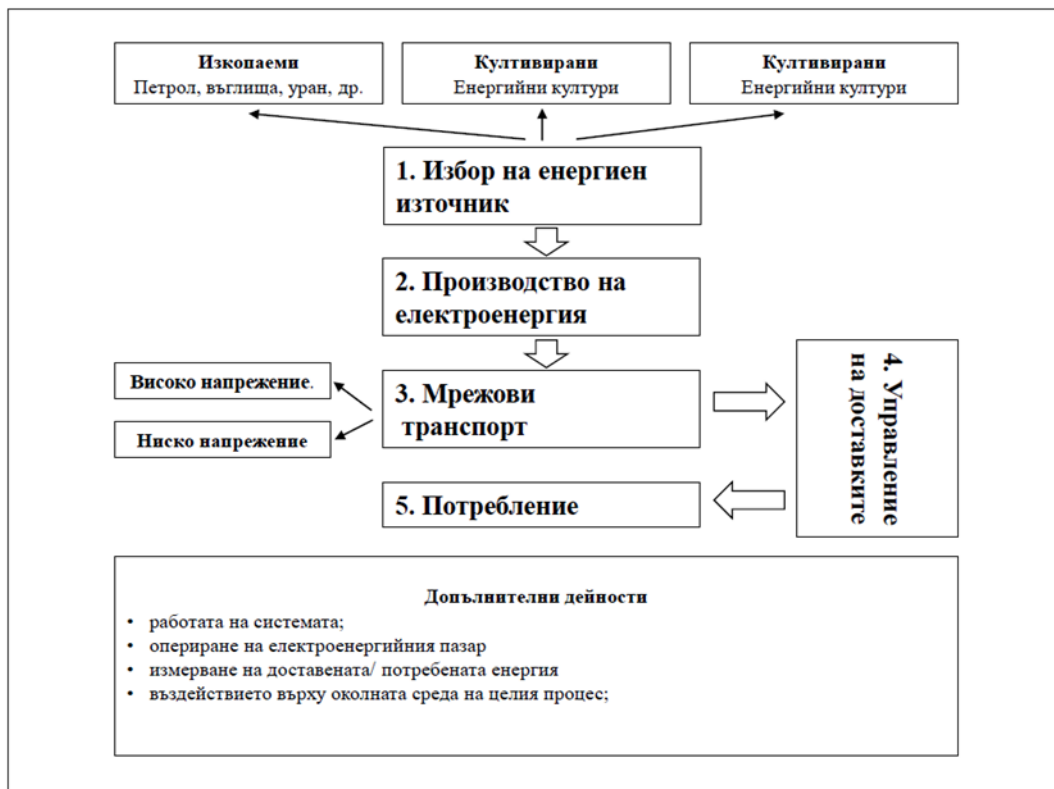 Изкопаеми
Петрол, въглища, уран, др.
Култивирани
Енергийни култури
Култивирани
Енергийни култури
1. Избор на енергиен
източник
2. Производство на
електроенергия
Високо напрежение.
Ниско напрежение
3. Мрежови
транспорт
4. Управление
на доставките
5. Потребление
Допълнителни дейности
• работата на системата;
• опериране на електроенергийния пазар
• измерване на доставената/ потребената енергия
• въздействието върху околната среда на целия процес;